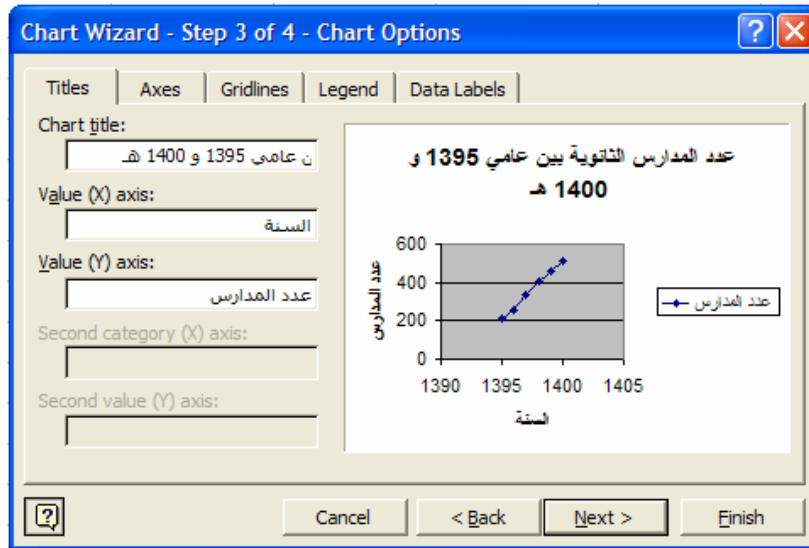 Chart Wizard - Step 3 of 4 - Chart Options
Titles
Axes
Gridlines
Legend
Data Labels
Chart title:
ن عامي 1395 و 1400 هـ
Value (X) axis:
السنة
Value (Y) axis:
عدد المدارس
Second category (X) axis:
Second value (Y) axis:
عدد المدارس الثانوية بين عامي 1395 و
1400 هـ
عدد المدارس
600
400
200
0
1390 1395 1400 1405
السنة
عدد المدارس
Cancel
< Back
Next >
Finish